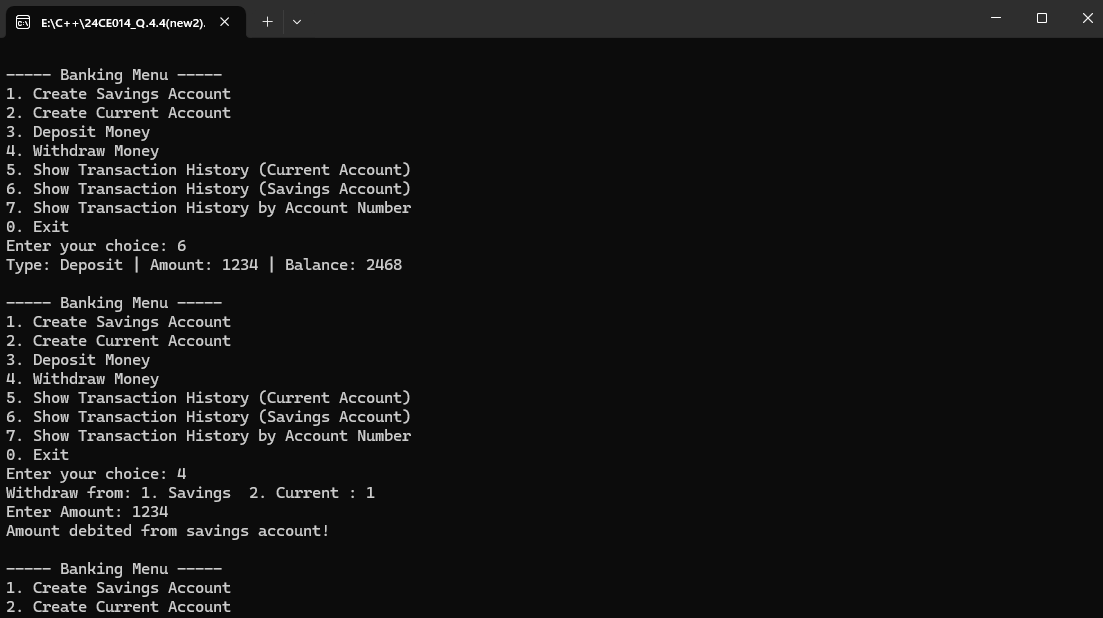 E:\C++\24CE014_Q.4.4(new2).
----- Banking Menu -----
1. Create Savings Account
2. Create Current Account
3. Deposit Money
4. Withdraw Money
5. Show Transaction History (Current Account)
6. Show Transaction History (Savings Account)
7. Show Transaction History by Account Number
0. Exit
Enter your choice: 6
Type: Deposit | Amount: 1234 | Balance: 2468
----- Banking Menu -----
1. Create Savings Account
2. Create Current Account
3. Deposit Money
4. Withdraw Money
5. Show Transaction History (Current Account)
6. Show Transaction History (Savings Account)
7. Show Transaction History by Account Number
0. Exit
Enter your choice: 4
Withdraw from: 1. Savings  2. Current : 1
Enter Amount: 1234
Amount debited from savings account!
----- Banking Menu -----
1. Create Savings Account
2. Create Current Account